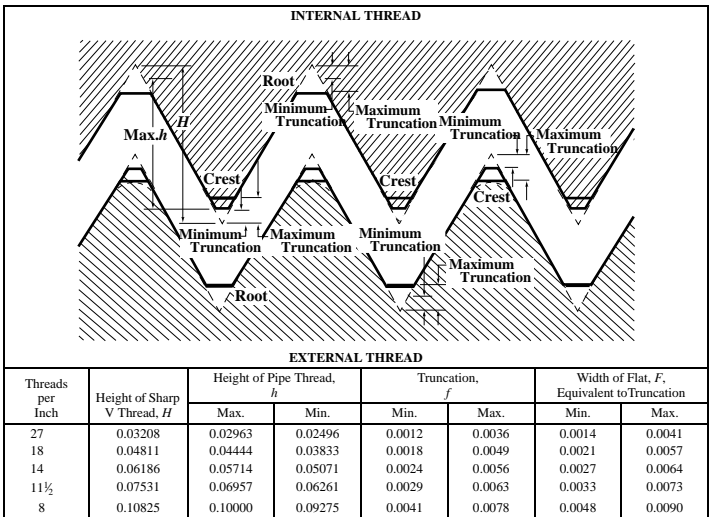 INTERNAL THREAD
Root
Minimum Truncation
Maximum Truncation
Minimum Truncation
Maximum Truncation
H
Max.h
Crest
Crest
Crest
Minimum Truncation
Maximum Truncation
Minimum Truncation
Maximum Truncation
Root
EXTERNAL THREAD
Threads per Inch
Height of Sharp V Thread, H
Height of Pipe Thread, h
Truncation, f
Width of Flat, F, Equivalent to Truncation
Max. Min. Min. Max. Min. Max.
27 0.03208 0.02963 0.02496 0.0012 0.0036 0.0014 0.0041
18 0.04811 0.04444 0.03833 0.0018 0.0049 0.0021 0.0057
14 0.06186 0.05714 0.05071 0.0024 0.0056 0.0027 0.0064
11½ 0.07531 0.06957 0.06261 0.0029 0.0063 0.0033 0.0073
8 0.10825 0.10000 0.09275 0.0041 0.0078 0.0048 0.0090